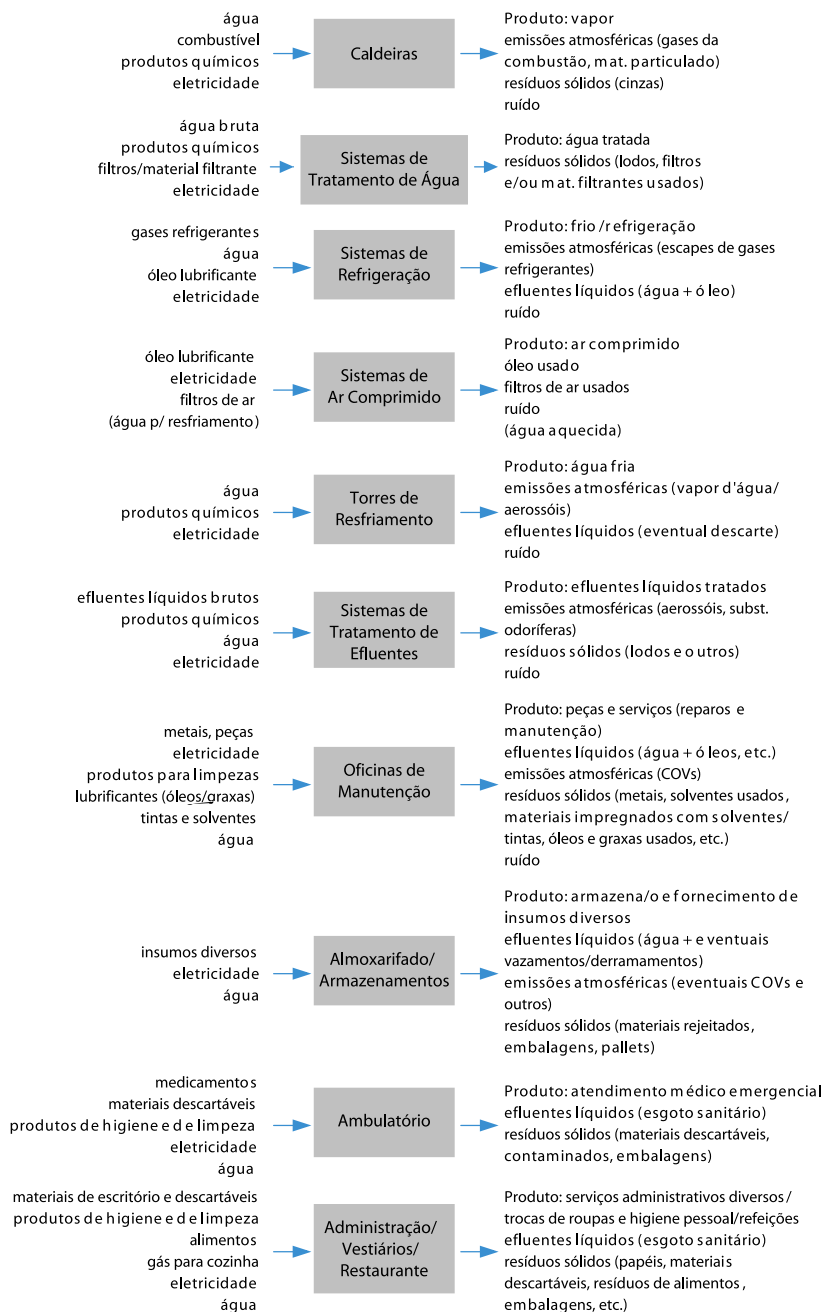 água
combustível
produtos químicos
eletricidade
Caldeiras
Produto: vapor
emissões atmosféricas (gases da
combustão, mat. particulado)
resíduos sólidos (cinzas)
ruído
água bruta
produtos químicos
filtros/material filtrante
eletricidade
Sistemas de
Tratamento de Água
Produto: água tratada
resíduos sólidos (lodos, filtros
e/ou mat. filtrantes usados)
gases refrigerantes
água
óleo lubrificante
eletricidade
Sistemas de
Refrigeração
Produto: frio /refrigeração
emissões atmosféricas (escapes de gases
refrigerantes)
efluentes líquidos (água + óleo)
ruído
óleo lubrificante
eletricidade
filtros de ar
(água p/ resfriamento)
Sistemas de
Ar Comprimido
Produto: ar comprimido
óleo usado
filtros de ar usados
ruído
(água aquecida)
água
produtos químicos
eletricidade
Torres de
Resfriamento
Produto: água fria
emissões atmosféricas (vapor d'água/
aerossóis)
efluentes líquidos (eventual descarte)
ruído
efluentes líquidos brutos
produtos químicos
água
eletricidade
Sistemas de
Tratamento de
Efluentes
Produto: efluentes líquidos tratados
emissões atmosféricas (aerossóis, subst.
odoríferas)
resíduos sólidos (lodos e outros)
ruído
metais, peças
eletricidade
produtos para limpezas
lubrificantes (óleos/graxas)
tintas e solventes
água
Oficinas de
Manutenção
Produto: peças e serviços (reparos e
manutenção)
efluentes líquidos (água + óleos, etc.)
emissões atmosféricas (COVs)
resíduos sólidos (metais, solventes usados,
materiais impregnados com solventes/
tintas, óleos e graxas usados, etc.)
ruído
insumos diversos
eletricidade
água
Almoxarifado/
Armazenamentos
Produto: armazena/o e fornecimento de
insumos diversos
efluentes líquidos (água + eventuais
vazamentos/derramamentos)
emissões atmosféricas (eventuais COVs e
outros)
resíduos sólidos (materiais rejeitados,
embalagens, pallets)
medicamentos
materiais descartáveis
produtos de higiene e de limpeza
eletricidade
água
Ambulatório
Produto: atendimento médico emergencial
efluentes líquidos (esgoto sanitário)
resíduos sólidos (materiais descartáveis,
contaminados, embalagens)
materiais de escritório e descartáveis
produtos de higiene e de limpeza
alimentos
gás para cozinha
eletricidade
água
Administração/
Vestiários/
Restaurante
Produto: serviços administrativos diversos/
trocas de roupas e higiene pessoal/refeições
efluentes líquidos (esgoto sanitário)
resíduos sólidos (papéis, materiais
descartáveis, resíduos de alimentos,
embalagens, etc.)